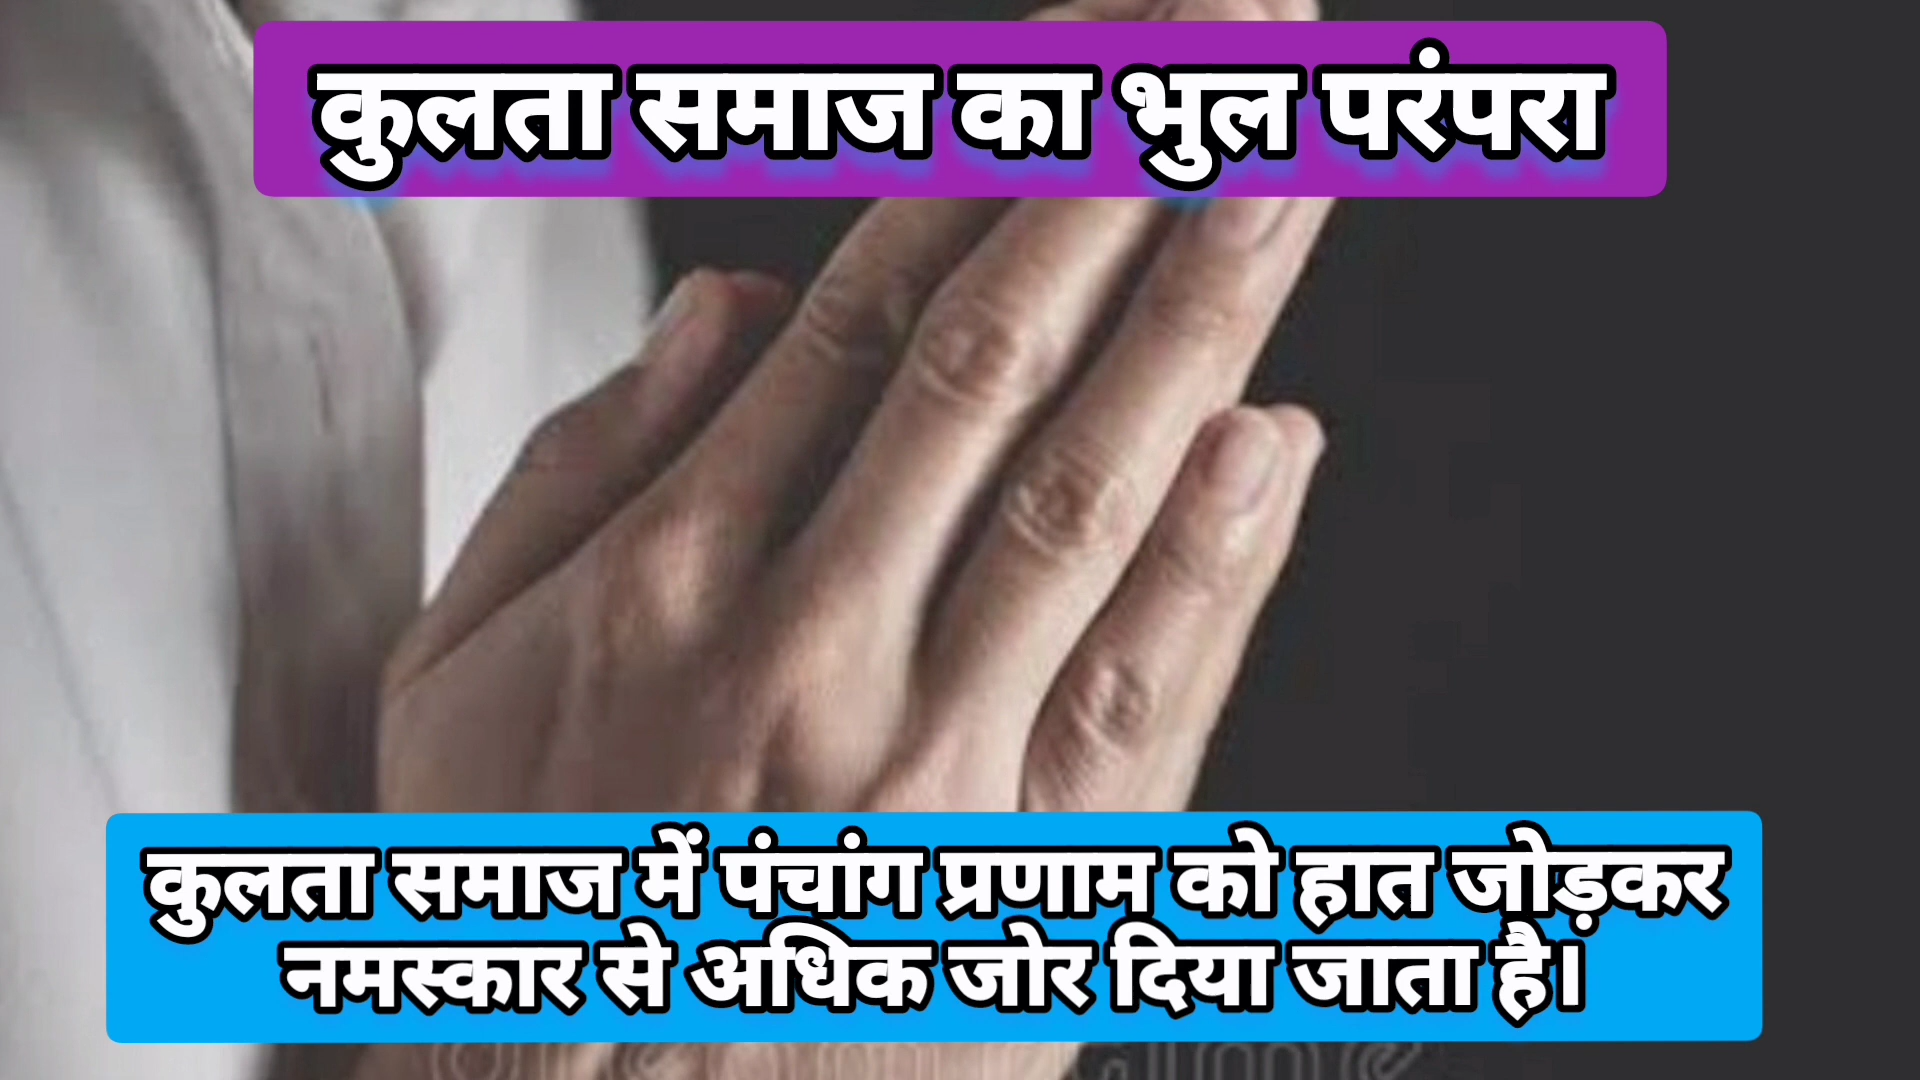 कुलता समाज का भुल परंपरा
कुलता समाज में पंचांग प्रणाम को हात जोड़कर
नमस्कार से अधिक जोर दिया जाता है।